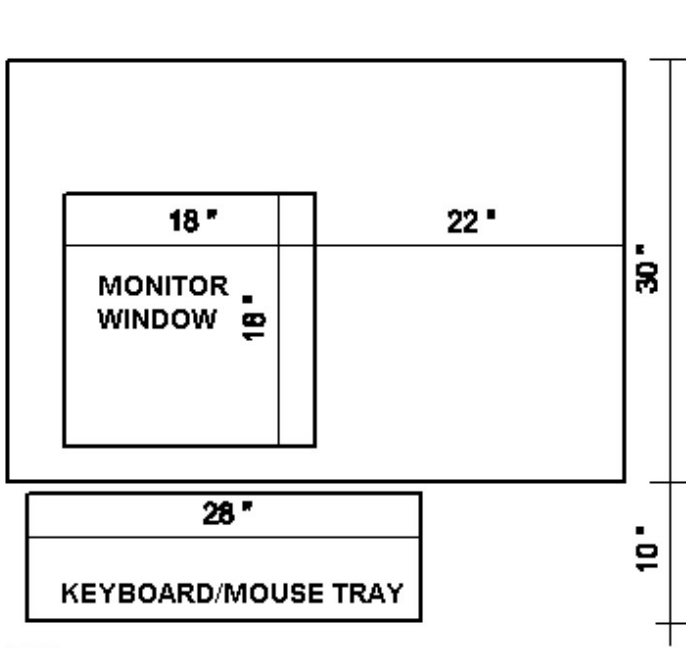 18 "
22 "
30 "
MONITOR
WINDOW
18 "
28 "
10 "
KEYBOARD/MOUSE TRAY